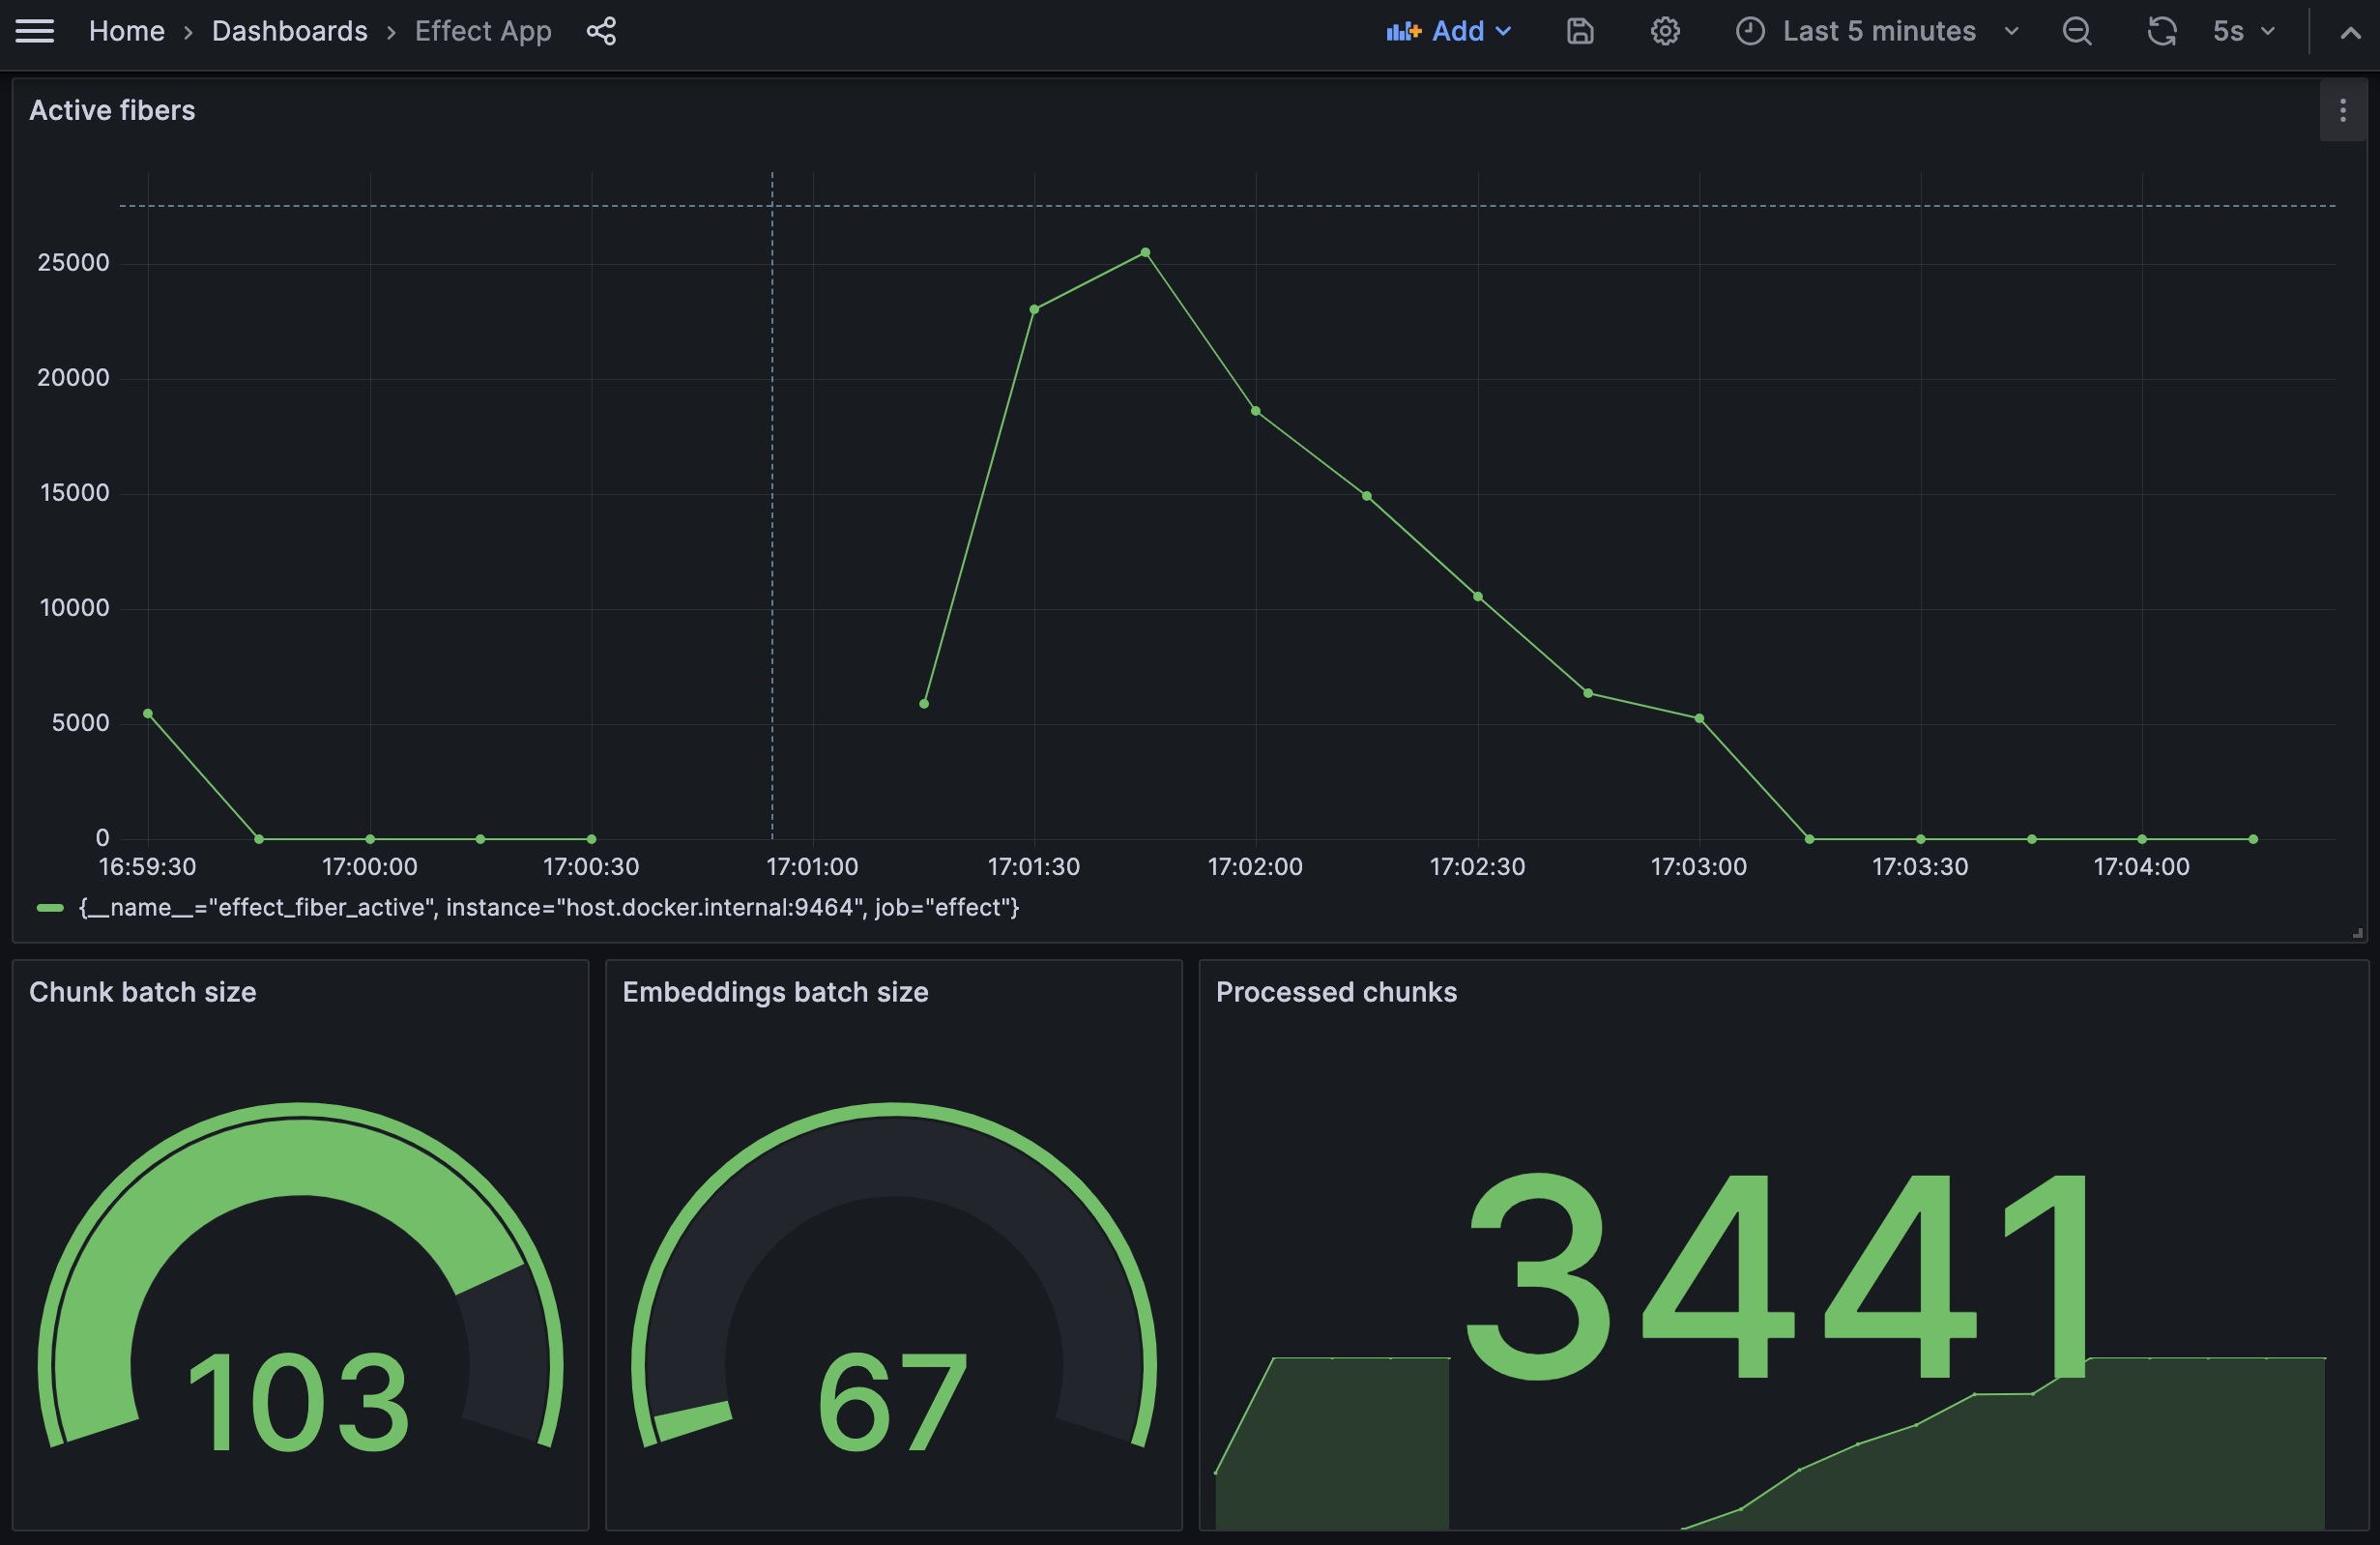 Home › Dashboards › Effect App Add Last 5 minutes 5s
Active fibers
25000
20000
15000
10000
5000
0
16:59:30 17:00:00 17:00:30 17:01:00 17:01:30 17:02:00 17:02:30 17:03:00 17:03:30 17:04:00
{__name__="effect_fiber_active", instance="host.docker.internal:9464", job="effect"}
Chunk batch size
103
Embeddings batch size
67
Processed chunks
3441